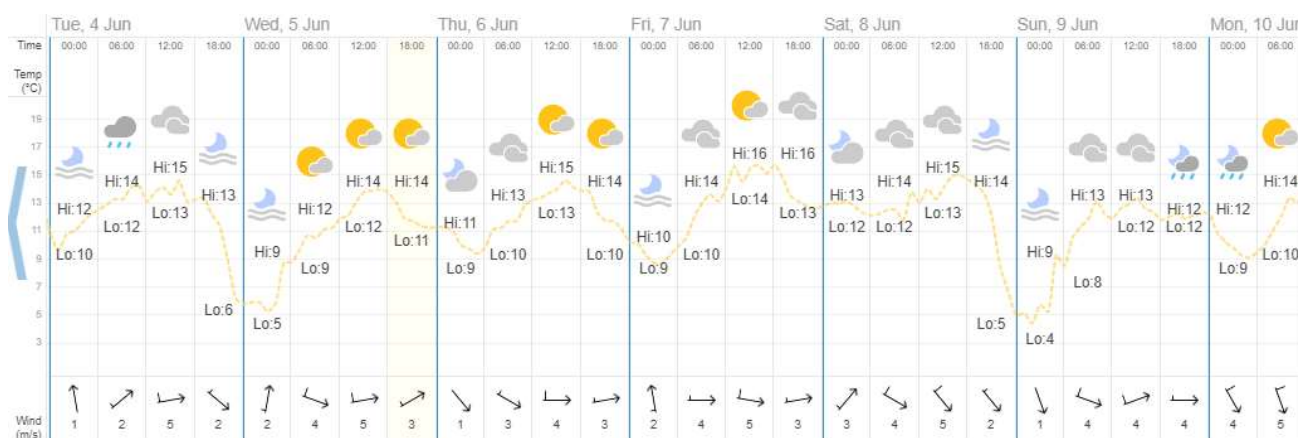 Tue, 4 Jun Wed, 5 Jun Thu, 6 Jun Fri, 7 Jun Sat, 8 Jun Sun, 9 Jun Mon, 10 Jun
Time 00:00 06:00 12:00 18:00 00:00 06:00 12:00 18:00 00:00 06:00 12:00 18:00 00:00 06:00 12:00 18:00 00:00 06:00 12:00 18:00 00:00 06:00 12:00 18:00 00:00 06:00
Temp
(°C)
19
17
15
13
11
9
7
5
3
Hi:12 Hi:14 Hi:15 Hi:13 Hi:9 Hi:12 Hi:14 Hi:14 Hi:11 Hi:13 Hi:15 Hi:14 Hi:10 Hi:14 Hi:16 Hi:16 Hi:13 Hi:14 Hi:15 Hi:14 Hi:9 Hi:13 Hi:13 Hi:12 Hi:12 Hi:14
Lo:10 Lo:12 Lo:13 Lo:6 Lo:5 Lo:9 Lo:12 Lo:11 Lo:9 Lo:11 Lo:13 Lo:10 Lo:9 Lo:10 Lo:14 Lo:13 Lo:12 Lo:12 Lo:13 Lo:5 Lo:4 Lo:8 Lo:12 Lo:12 Lo:9 Lo:10
Wind 1 2 5 2 2 4 5 3 1 3 4 3 2 4 5 3 3 4 5 2 1 4 4 4 4 5
(m/s)